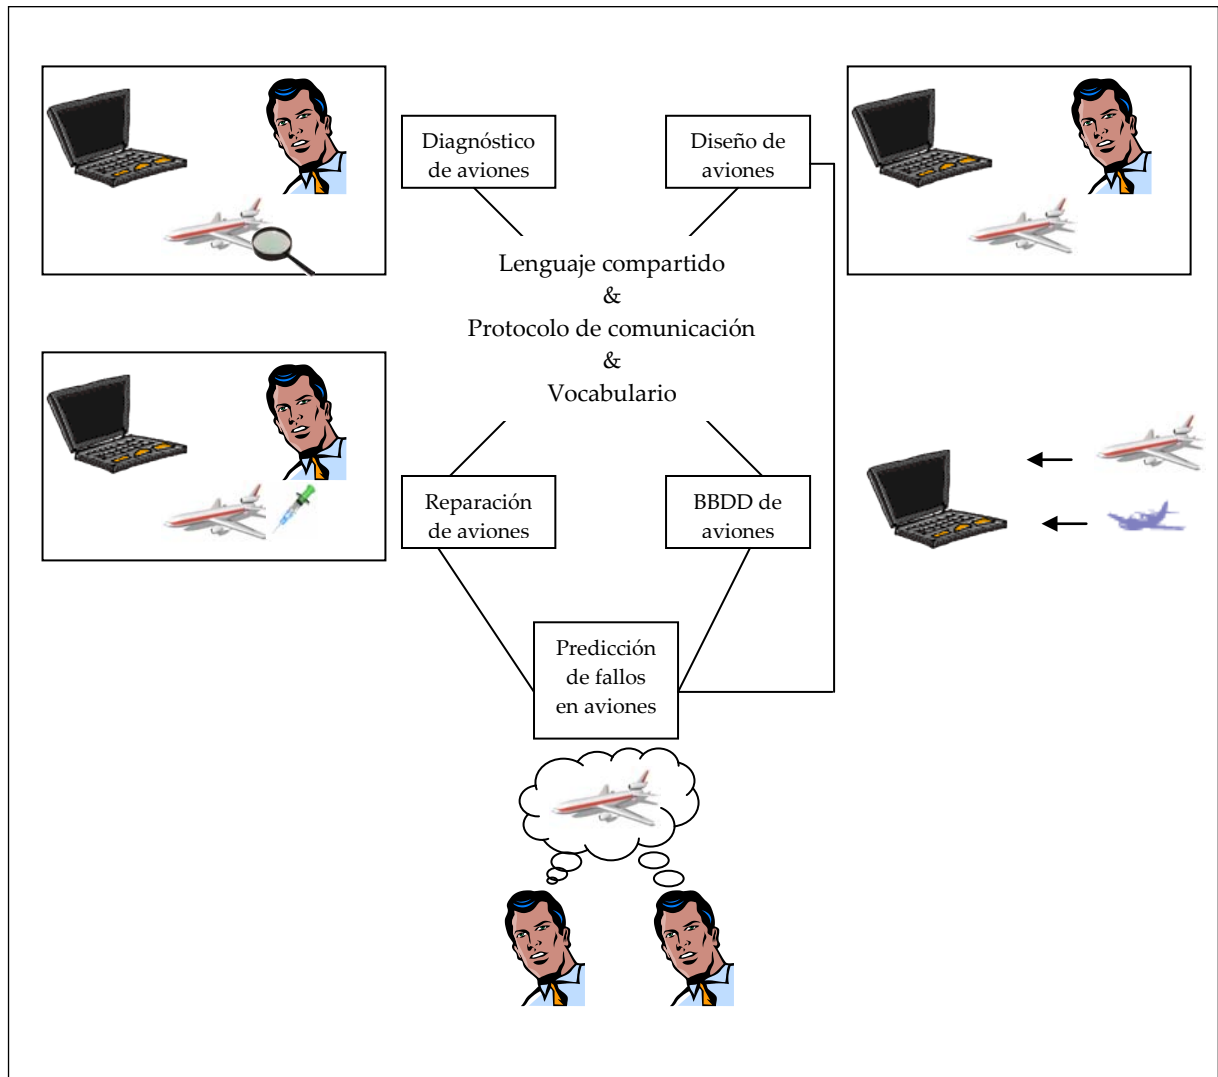 Diagnóstico
de aviones
Diseño de
aviones
Lenguaje compartido
&
Protocolo de comunicación
&
Vocabulario
Reparación
de aviones
BBDD de
aviones
Predicción
de fallos
en aviones